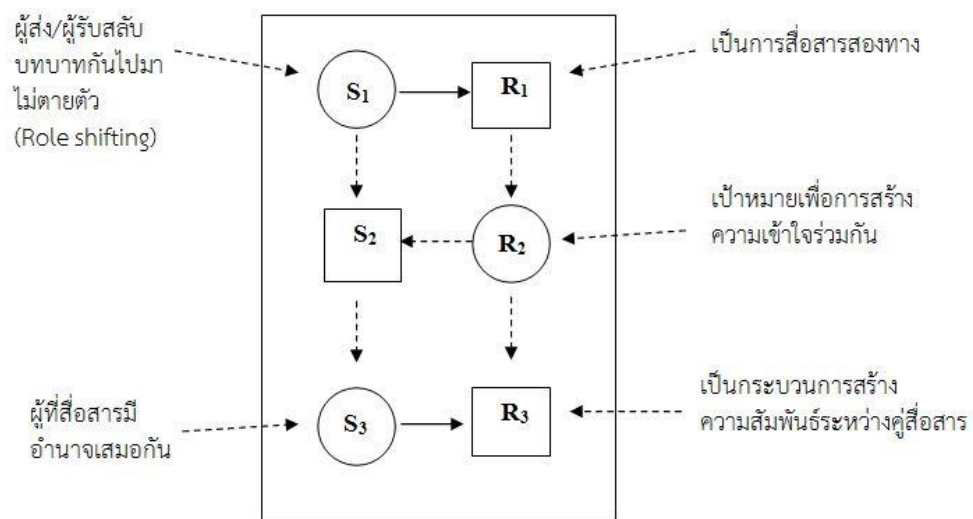 ผู้ส่ง/ผู้รับสลับ
บทบาทกันไปมา
ไม่ตายตัว
(Role shifting)
S₁
R₁
เป็นการสื่อสารสองทาง
S₂
R₂
เป้าหมายเพื่อการสร้าง
ความเข้าใจร่วมกัน
ผู้ที่สื่อสารมี
อำนาจเสมอกัน
S₃
R₃
เป็นกระบวนการสร้าง
ความสัมพันธ์ระหว่างคู่สื่อสาร